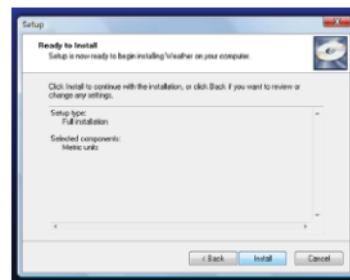 Setup
Ready to Install
Setup is now ready to begin installing Weather on your computer.
Click Install to continue with the installation, or click Back if you want to review or
change any settings.
Setup type:
Full installation
Selected components:
Metric units
< Back
Install
Cancel